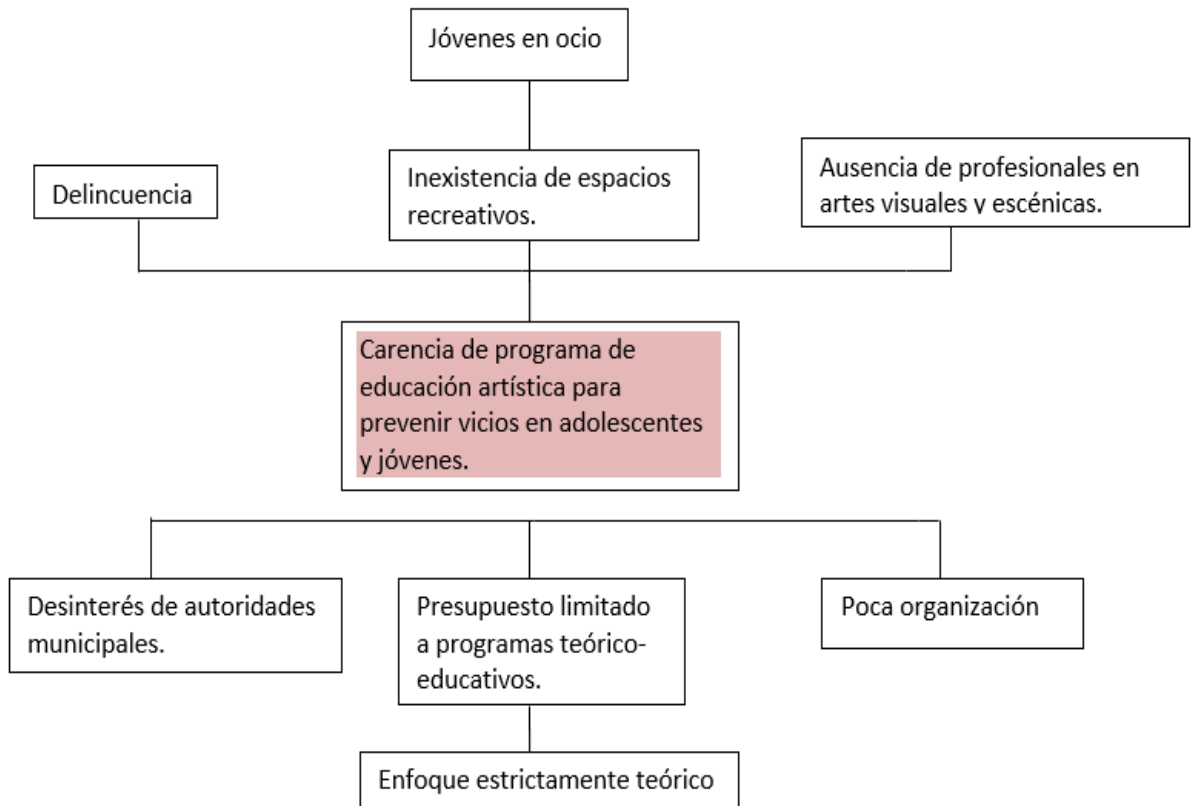 Jóvenes en ocio
Delincuencia
Inexistencia de espacios
recreativos.
Ausencia de profesionales en
artes visuales y escénicas.
Carencia de programa de
educación artística para
prevenir vicios en adolescentes
y jóvenes.
Desinterés de autoridades
municipales.
Presupuesto limitado
a programas teórico-
educativos.
Poca organización
Enfoque estrictamente teórico